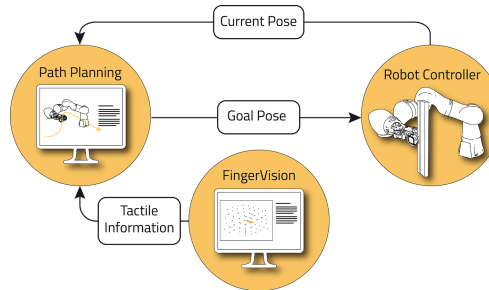 Current Pose
Path Planning
Robot Controller
Goal Pose
FingerVision
Tactile
Information